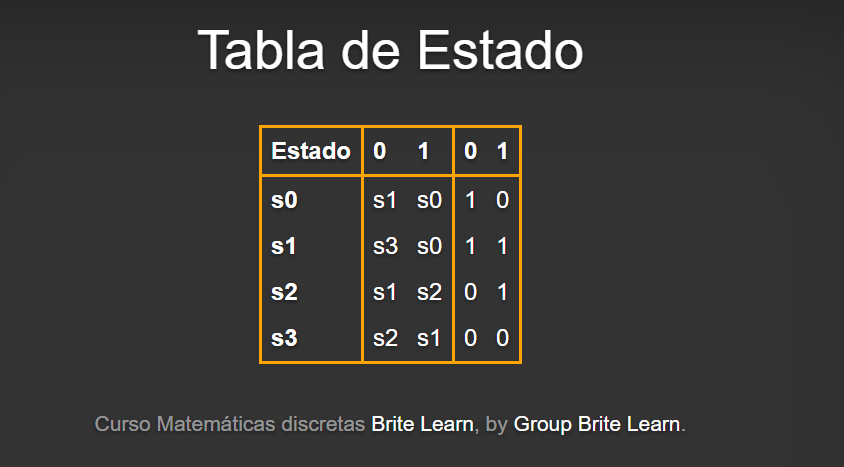 Tabla de Estado
Estado 0 1 0 1
s0 s1 s0 1 0
s1 s3 s0 1 1
s2 s1 s2 0 1
s3 s2 s1 0 0
Curso Matemáticas discretas Brite Learn, by Group Brite Learn.